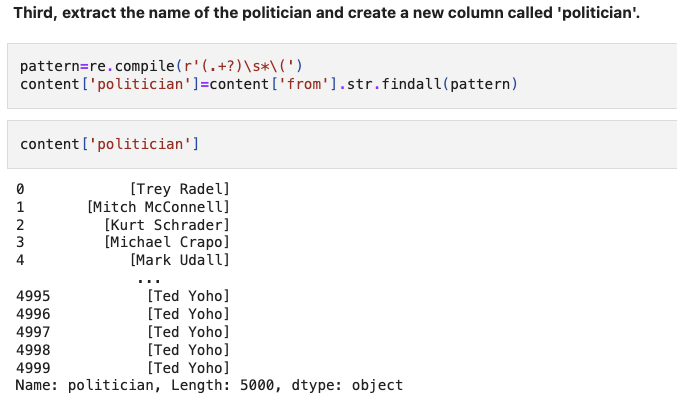 Third, extract the name of the politician and create a new column called 'politician'.
pattern=re.compile(r'(.+?)\s*\(')
content['politician']=content['from'].str.findall(pattern)
content['politician']
0 [Trey Radel]
1 [Mitch McConnell]
2 [Kurt Schrader]
3 [Michael Crapo]
4 [Mark Udall]
...
4995 [Ted Yoho]
4996 [Ted Yoho]
4997 [Ted Yoho]
4998 [Ted Yoho]
4999 [Ted Yoho]
Name: politician, Length: 5000, dtype: object